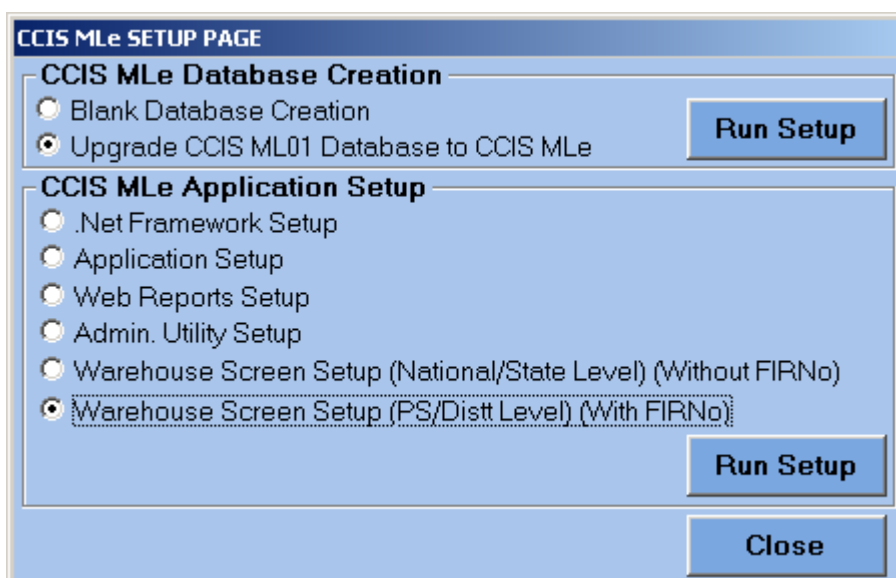 CCIS MLe SETUP PAGE
CCIS MLe Database Creation
Blank Database Creation
Upgrade CCIS ML01 Database to CCIS MLe
Run Setup
CCIS MLe Application Setup
.Net Framework Setup
Application Setup
Web Reports Setup
Admin. Utility Setup
Warehouse Screen Setup (National/State Level) (Without FIRNo)
Warehouse Screen Setup (PS/Distt Level) (With FIRNo)
Run Setup
Close